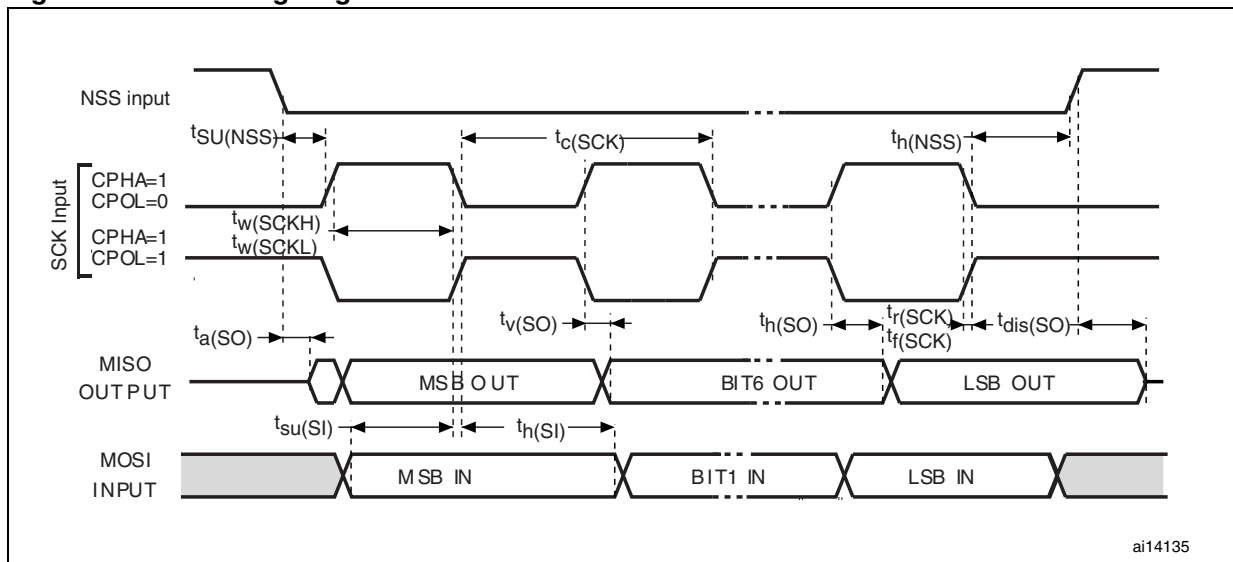 NSS input
tSU(NSS)
tc(SCK)
th(NSS)
SCK Input
CPHA=1
CPOL=0
tw(SCKH)
CPHA=1
tw(SCKL)
CPOL=1
ta(SO)
tv(SO)
th(SO)
tr(SCK)
tf(SCK)
tdis(SO)
MISO
OUTPUT
MSB OUT
BIT6 OUT
LSB OUT
tsu(SI)
th(SI)
MOSI
INPUT
MSB IN
BIT1 IN
LSB IN
ai14135